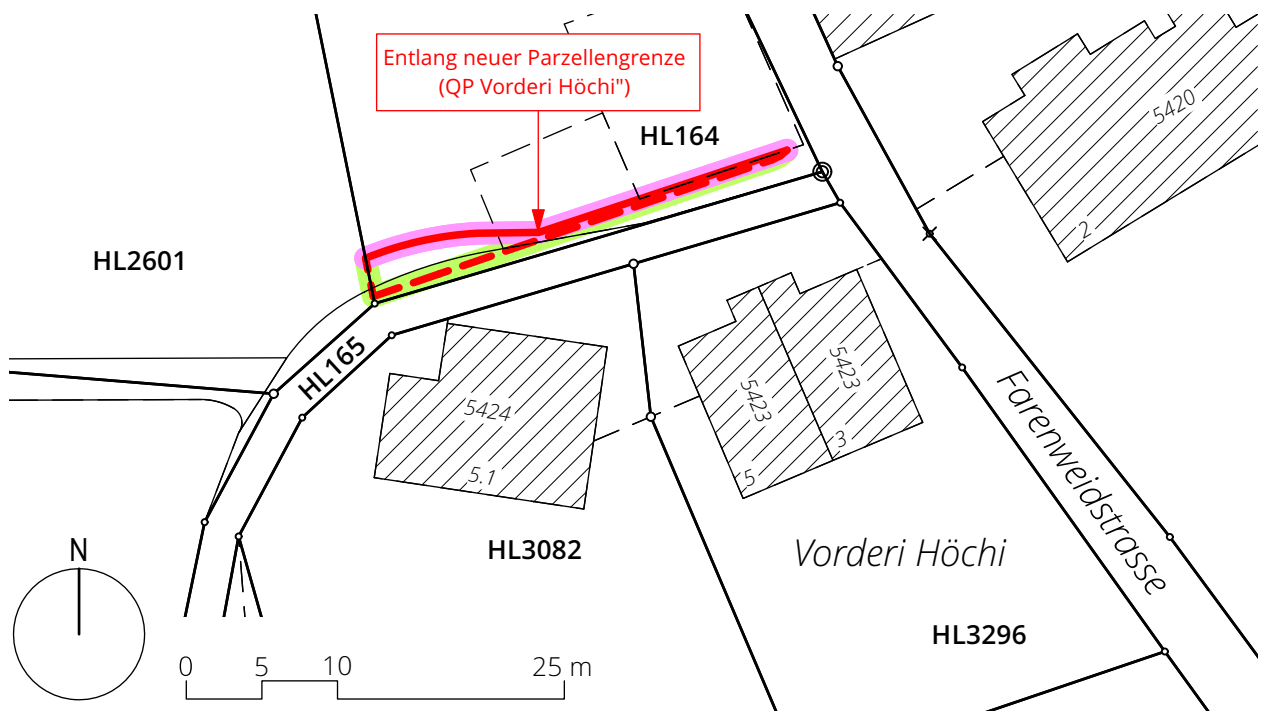 Entlang neuer Parzellengrenze
(QP Vorderi Höchi")
5420
2
HL164
HL2601
HL165
5424
5.1
5423
5423
5
3
Farenweidstrasse
HL3082
Vorderi Höchi
HL3296
N
0 5 10 25 m